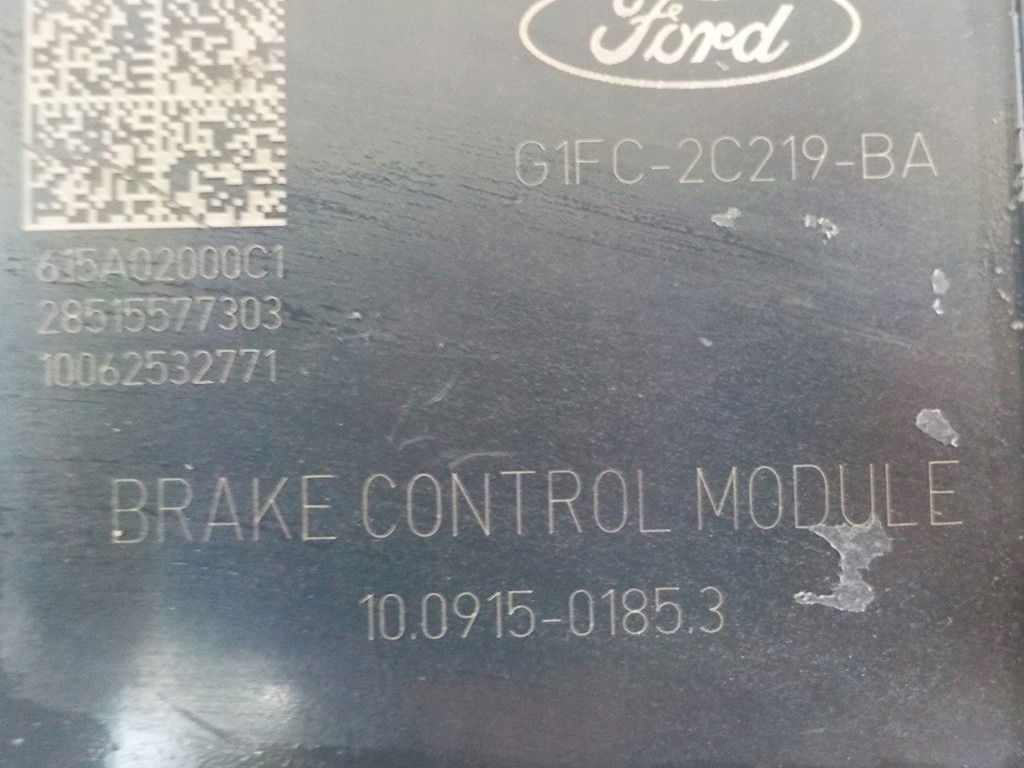 Ford
G1FC-2C219-BA
615A02000C1
28515577303
10062532771
BRAKE CONTROL MODULE
10.0915-0185.3